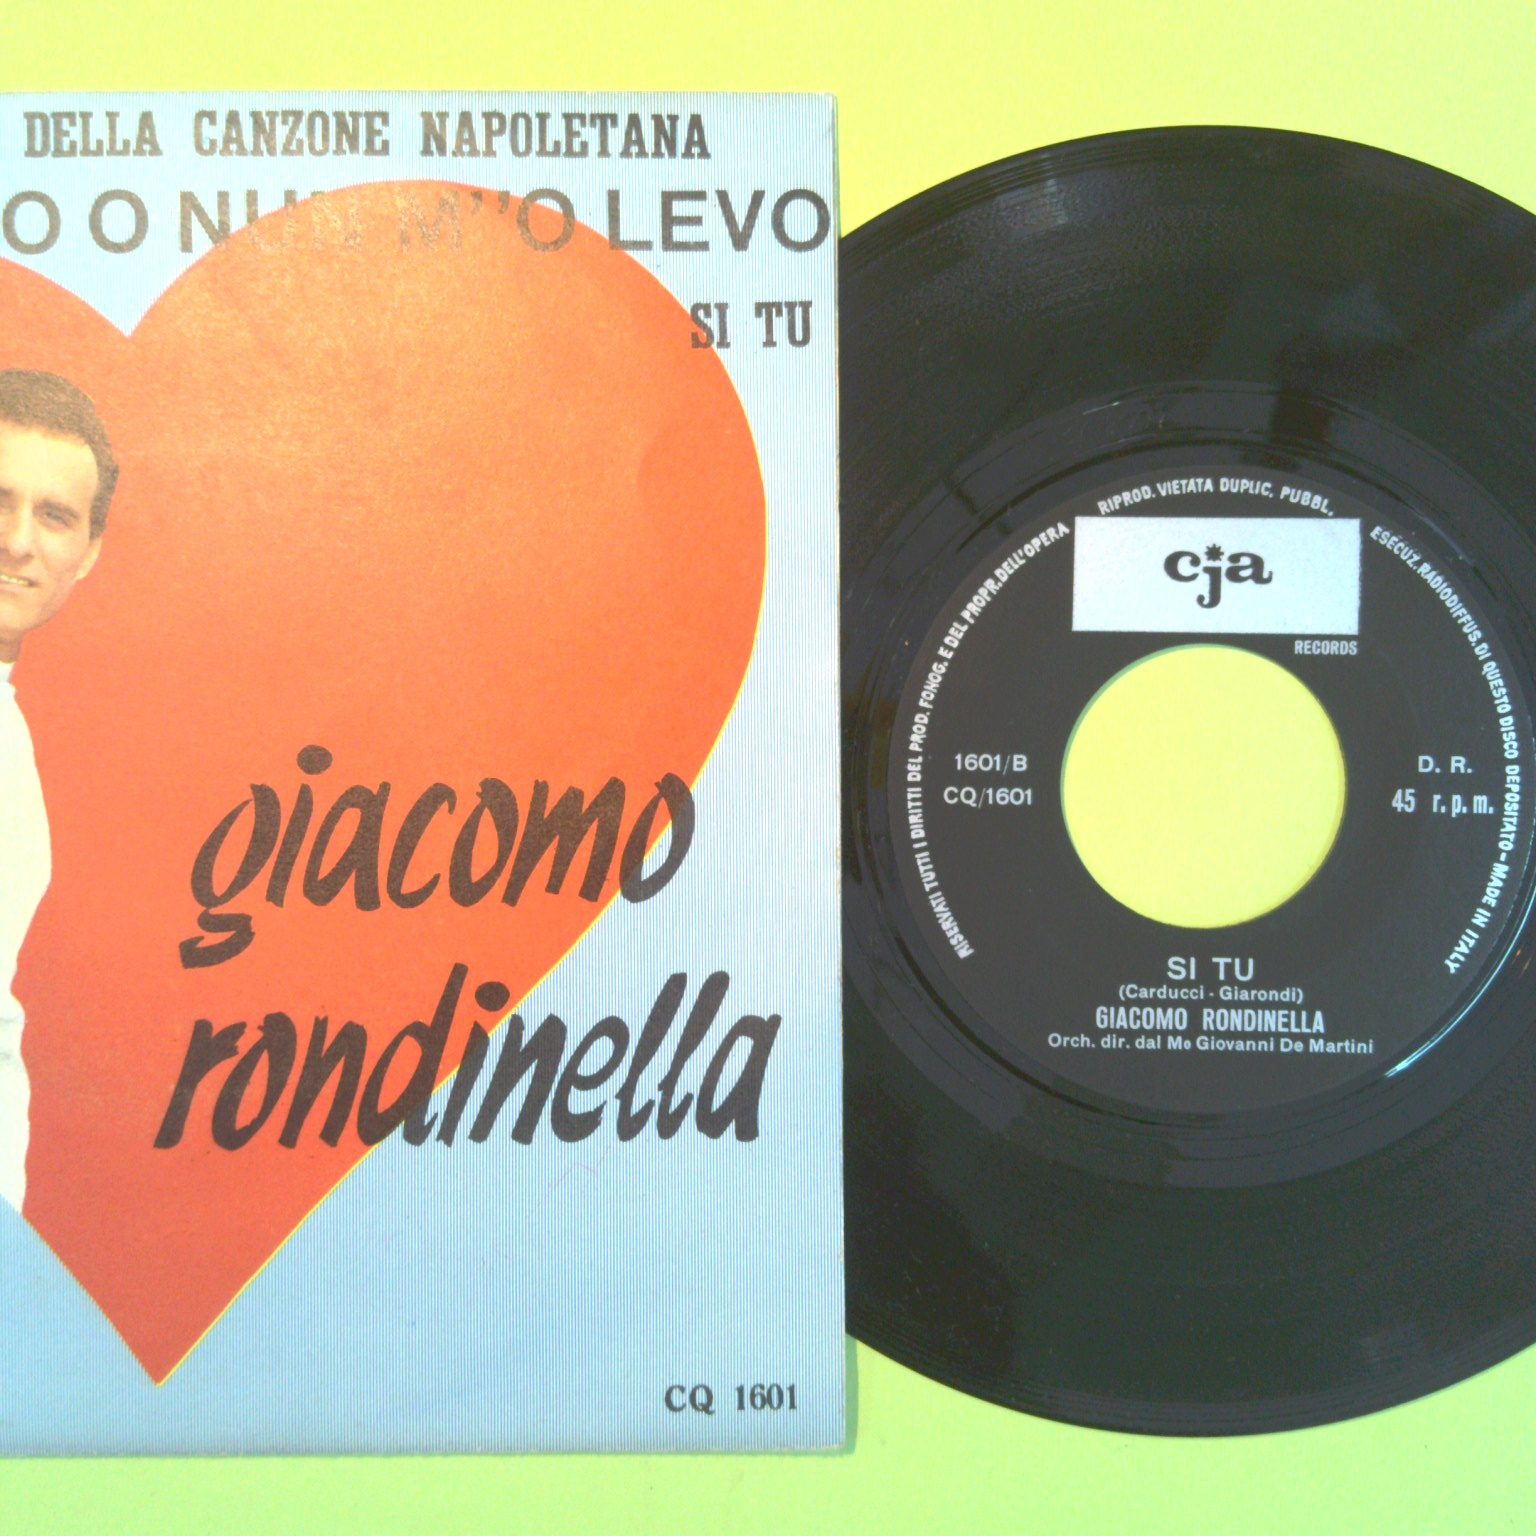 DELLA CANZONE NAPOLETANA
O O NUN M''O LEVO
SI TU
giacomo
rondinella
CQ 1601
RISERVATI TUTTI I DIRITTI DEL PROD. FONOG. E DEL PROPR. DELL'OPERA
RIPROD. VIETATA DUPLIC. PUBBL.
ESECUZ. RADIODIFFUS. DI QUESTO DISCO DEPOSITATO - MADE IN ITALY
cja
RECORDS
1601/B
CQ/1601
D. R.
45 r.p.m.
SI TU
(Carducci - Giarondi)
GIACOMO RONDINELLA
Orch. dir. dal Mo Giovanni De Martini